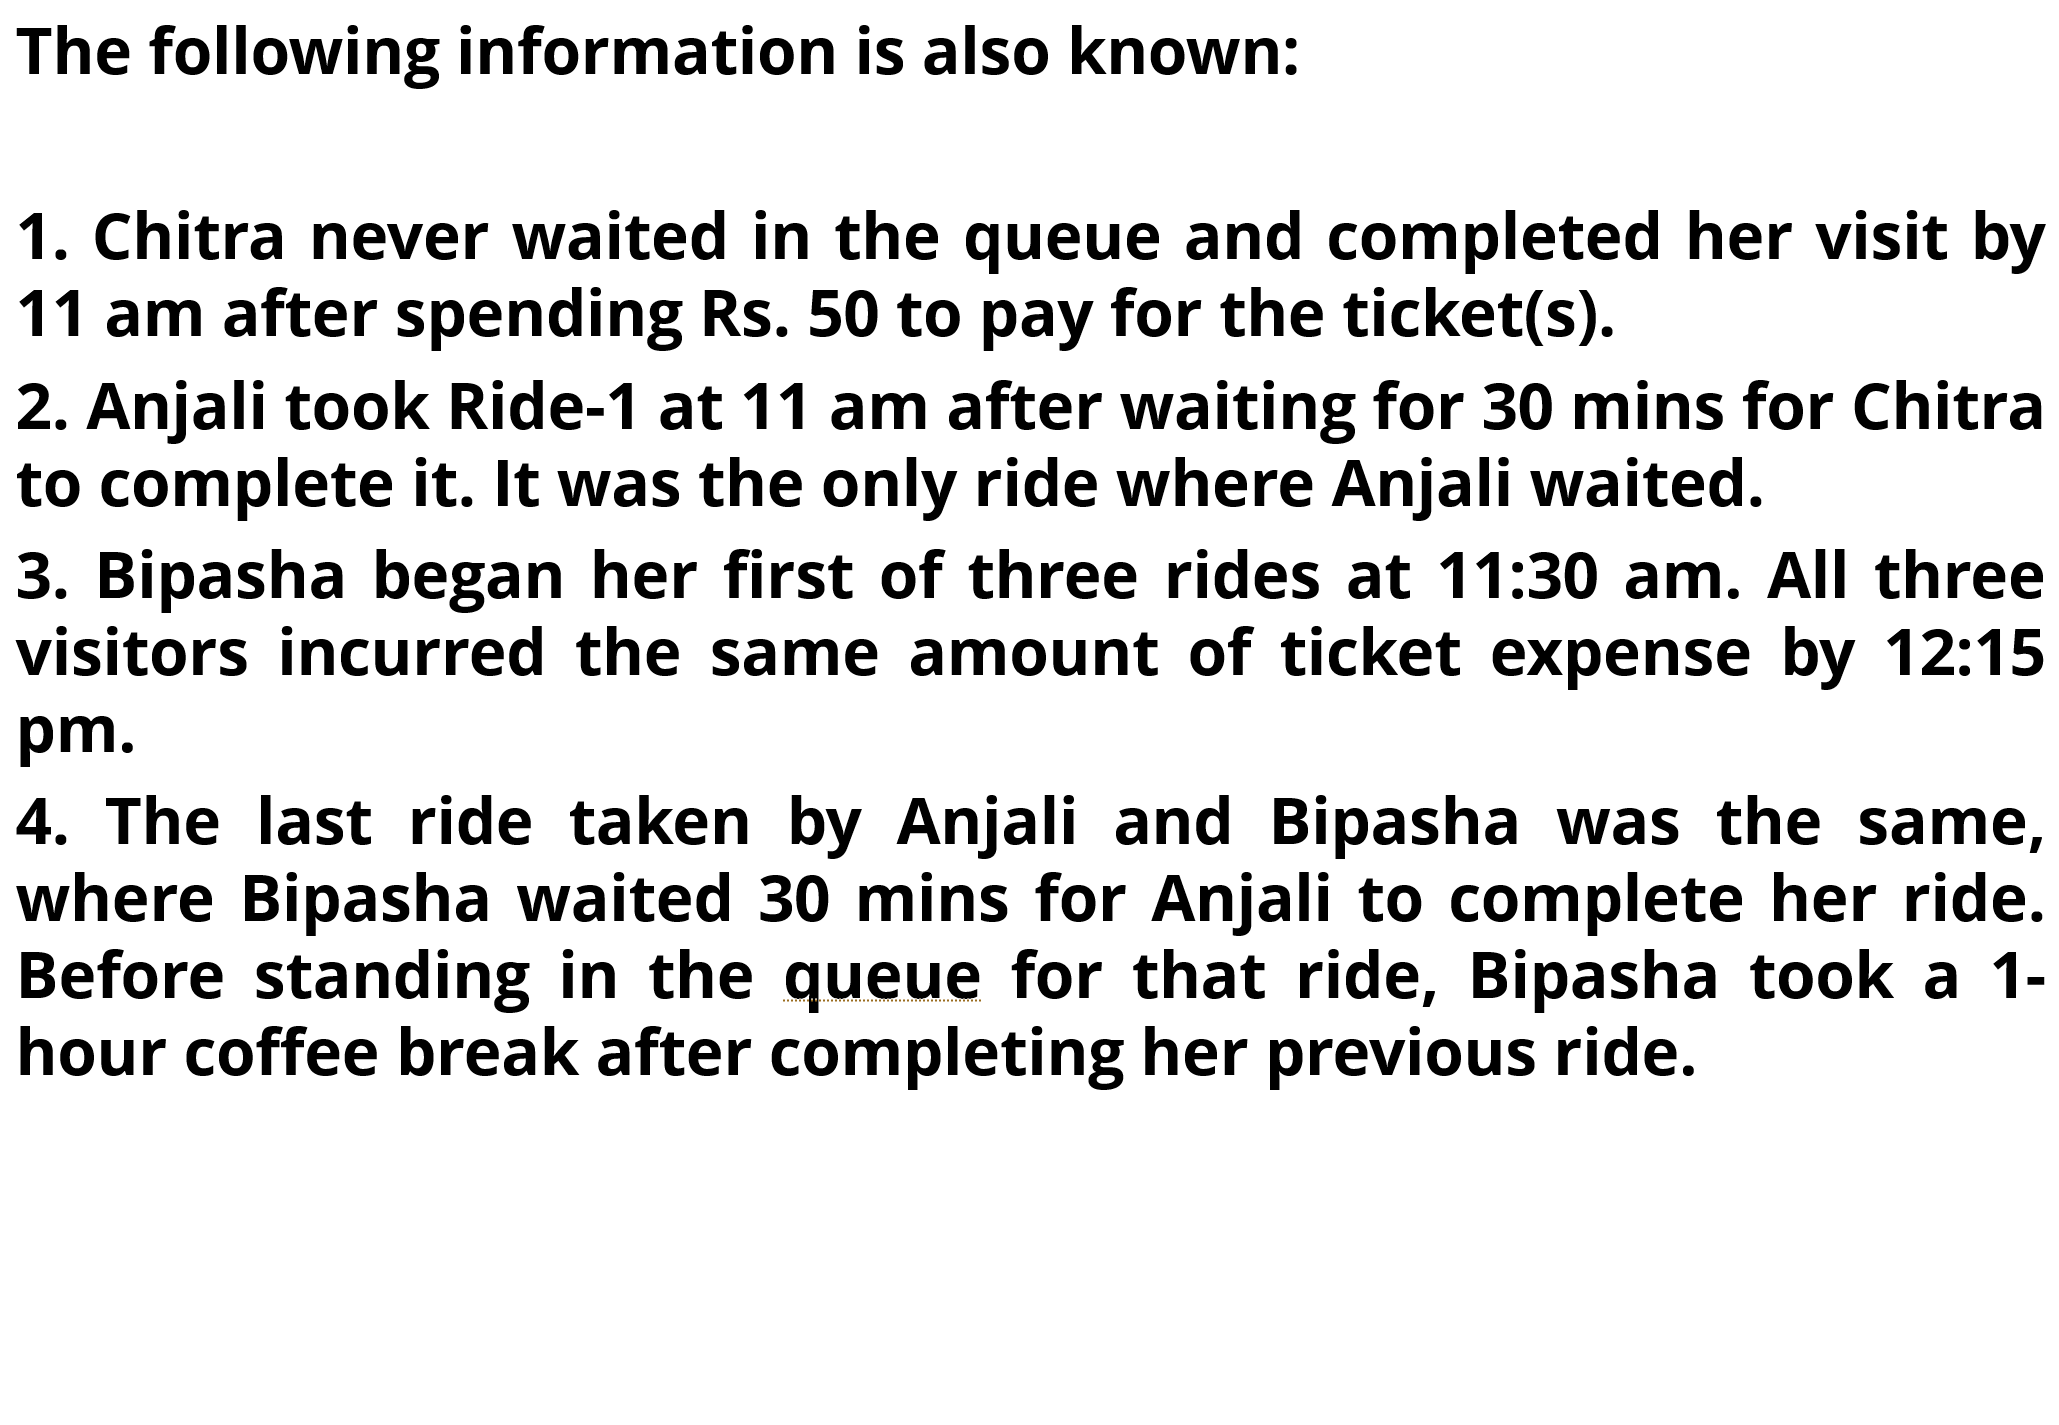 The following information is also known:
1. Chitra never waited in the queue and completed her visit by
11 am after spending Rs. 50 to pay for the ticket(s).
2. Anjali took Ride-1 at 11 am after waiting for 30 mins for Chitra
to complete it. It was the only ride where Anjali waited.
3. Bipasha began her first of three rides at 11:30 am. All three
visitors incurred the same amount of ticket expense by 12:15
pm.
4. The last ride taken by Anjali and Bipasha was the same,
where Bipasha waited 30 mins for Anjali to complete her ride.
Before standing in the queue for that ride, Bipasha took a 1-
hour coffee break after completing her previous ride.